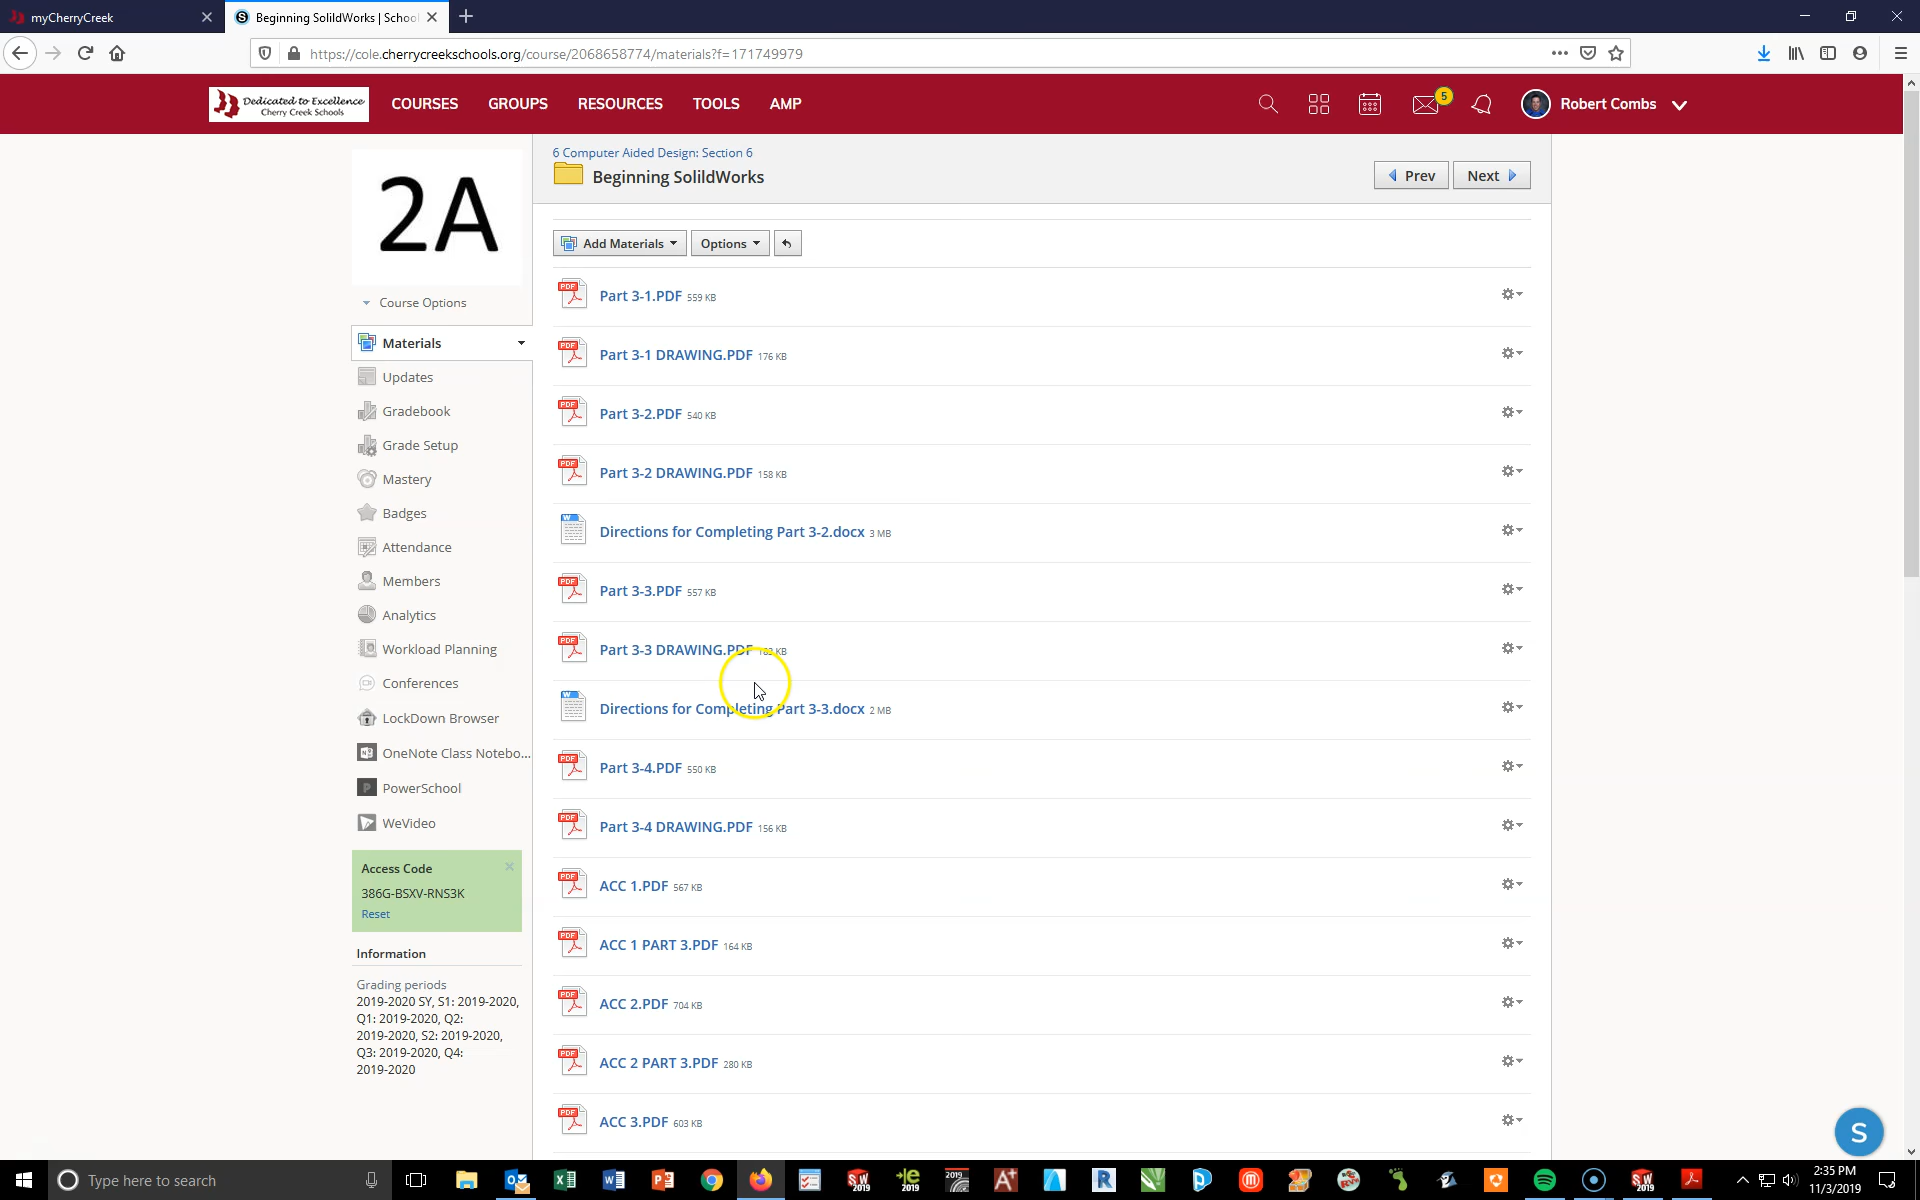 myCherryCreek
Beginning SolildWorks | School
https://cole.cherrycreekschools.org/course/2068658774/materials?f=171749979
Dedicated to Excellence
Cherry Creek Schools
COURSES
GROUPS
RESOURCES
TOOLS
AMP
5
Robert Combs
2A
Course Options
Materials
Updates
Gradebook
Grade Setup
Mastery
Badges
Attendance
Members
Analytics
Workload Planning
Conferences
LockDown Browser
OneNote Class Notebo...
PowerSchool
WeVideo
Access Code
386G-BSXV-RNS3K
Reset
Information
Grading periods
2019-2020 SY, S1: 2019-2020,
Q1: 2019-2020, Q2:
2019-2020, S2: 2019-2020,
Q3: 2019-2020, Q4:
2019-2020
6 Computer Aided Design: Section 6
Beginning SolildWorks
Prev
Next
Add Materials
Options
Part 3-1.PDF 559 KB
Part 3-1 DRAWING.PDF 176 KB
Part 3-2.PDF 540 KB
Part 3-2 DRAWING.PDF 158 KB
Directions for Completing Part 3-2.docx 3 MB
Part 3-3.PDF 557 KB
Part 3-3 DRAWING.PDF KB
Directions for Completing Part 3-3.docx 2 MB
Part 3-4.PDF 550 KB
Part 3-4 DRAWING.PDF 156 KB
ACC 1.PDF 567 KB
ACC 1 PART 3.PDF 164 KB
ACC 2.PDF 704 KB
ACC 2 PART 3.PDF 280 KB
ACC 3.PDF 603 KB
S
Type here to search
2:35 PM
11/3/2019